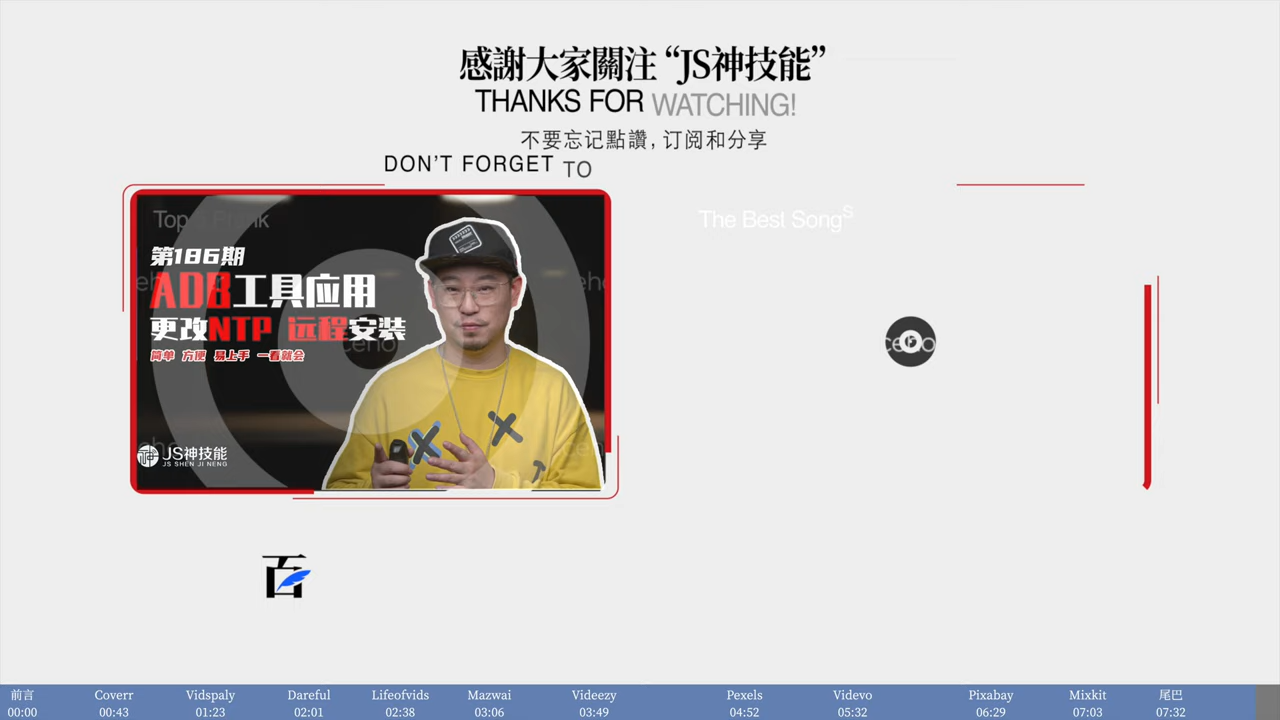 感謝大家關注 “JS神技能”
THANKS FOR WATCHING!
不要忘记點讚, 订阅和分享
DON'T FORGET TO
The Best Songs
第186期
ADB工具应用
更改NTP 远程安装
简单 方便 易上手 一看就会
JS神技能
JS SHEN JI NENG
百
前言 Coverr Vidspaly Dareful Lifeofvids Mazwai Videezy Pexels Videvo Pixabay Mixkit 尾巴
00:00 00:43 01:23 02:01 02:38 03:06 03:49 04:52 05:32 06:29 07:03 07:32